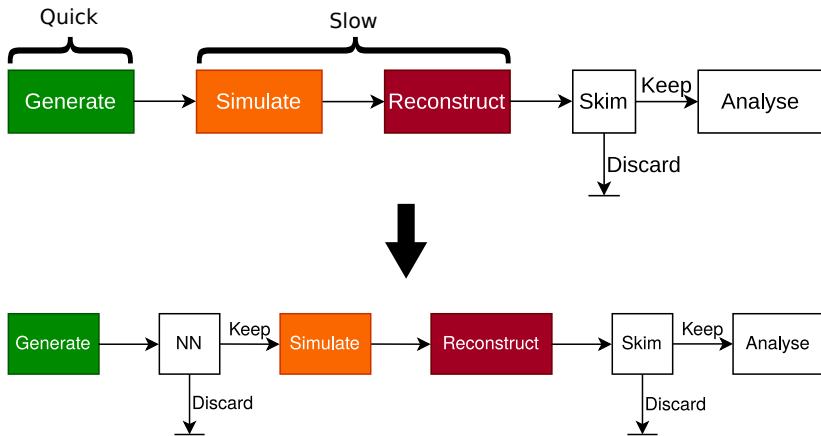 Quick
Slow
Generate
Simulate
Reconstruct
Skim
Keep
Analyse
Discard
Generate
NN
Keep
Simulate
Reconstruct
Skim
Keep
Analyse
Discard
Discard